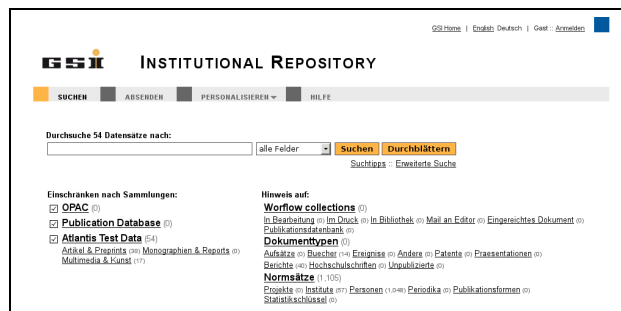 GSI Home | English Deutsch | Gast :: Anmelden
GSI INSTITUTIONAL REPOSITORY
SUCHEN ABSENDEN PERSONALISIEREN HILFE
Durchsuche 54 Datensätze nach:
alle Felder Suchen Durchblättern
Suchtipps :: Erweiterte Suche
Einschränken nach Sammlungen:
OPAC (0)
Publication Database (0)
Atlantis Test Data (54)
Artikel & Preprints (38) Monographien & Reports (0)
Multimedia & Kunst (17)
Hinweis auf:
Worflow collections (0)
In Bearbeitung (0) Im Druck (0) In Bibliothek (0) Mail an Editor (0) Eingereichtes Dokument (0)
Publikationsdatenbank (0)
Dokumenttypen (0)
Aufsätze (0) Buecher (14) Ereignise (0) Andere (0) Patente (0) Praesentationen (0)
Berichte (40) Hochschulschriften (0) Unpublizierte (0)
Normsätze (1,105)
Projekte (0) Institute (57) Personen (1,048) Periodika (0) Publikationsformen (0)
Statistikschlüssel (0)